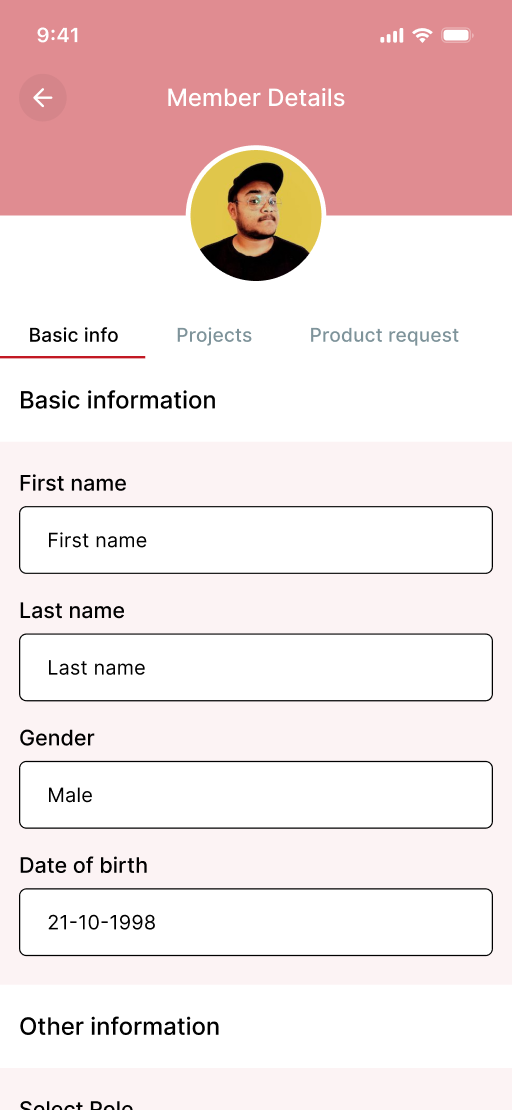 9:41
Member Details
Basic info Projects Product request
Basic information
First name
First name
Last name
Last name
Gender
Male
Date of birth
21-10-1998
Other information
Select Role